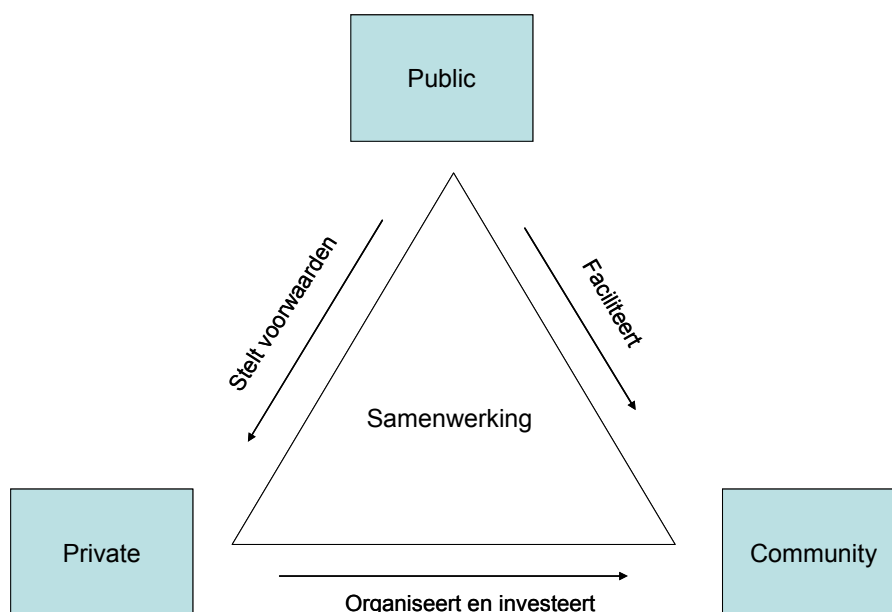 Public
Stelt voorwaarden
Faciliteert
Samenwerking
Private
Community
Organiseert en investeert